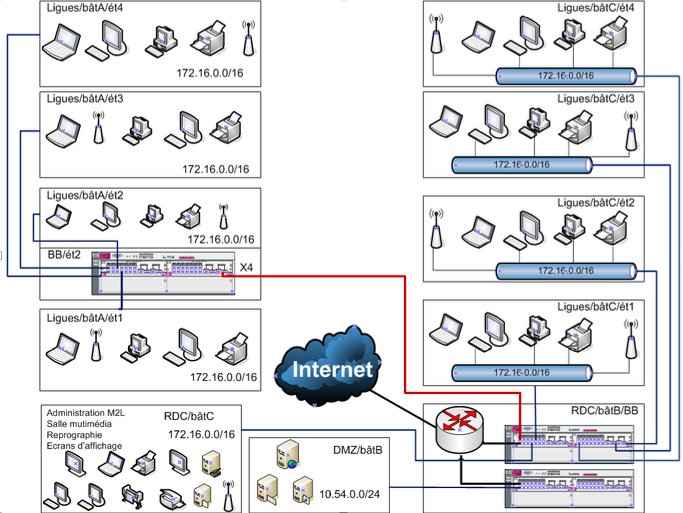 Ligues/bâtA/ét4
172.16.0.0/16
Ligues/bâtA/ét3
172.16.0.0/16
Ligues/bâtA/ét2
172.16.0.0/16
BB/ét2
X4
Ligues/bâtA/ét1
172.16.0.0/16
Administration M2L
Salle mutimédia
Reprographie
Ecrans d'affichage
RDC/bâtC
172.16.0.0/16
Internet
DMZ/bâtB
10.54.0.0/24
Ligues/bâtC/ét4
172.16.0.0/16
Ligues/bâtC/ét3
172.16.0.0/16
Ligues/bâtC/ét2
172.16.0.0/16
Ligues/bâtC/ét1
172.16.0.0/16
RDC/bâtB/BB